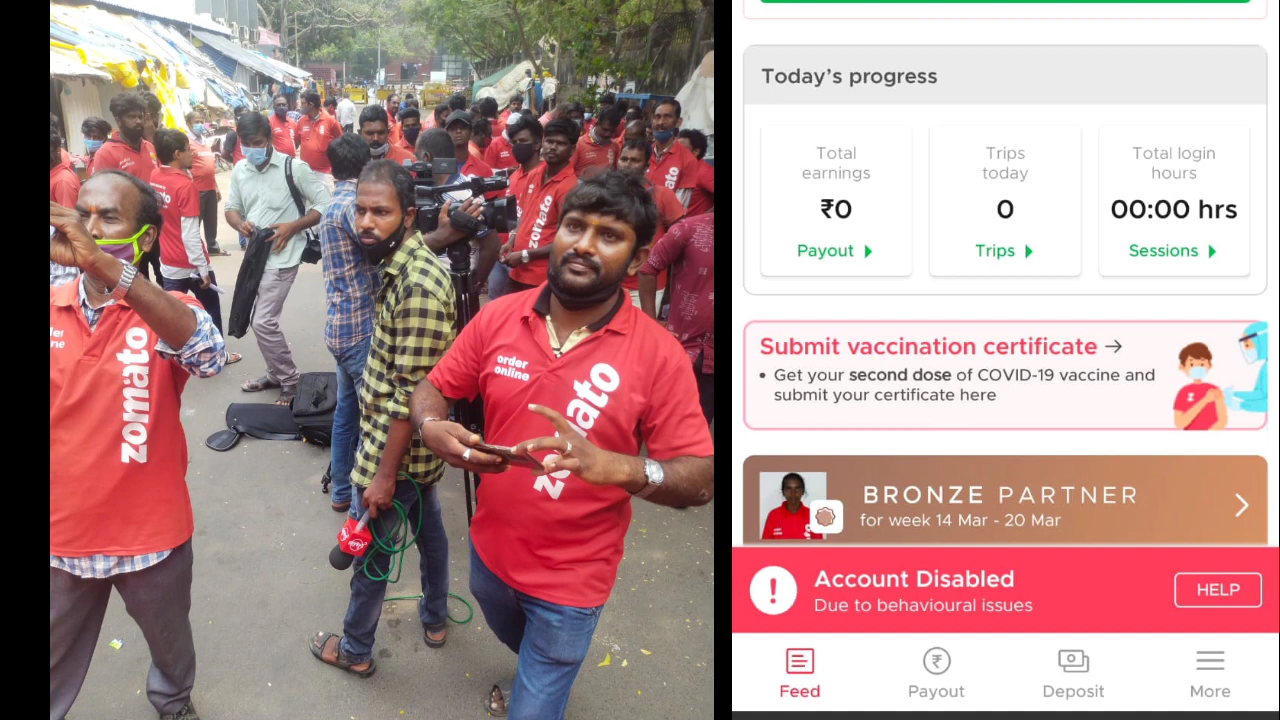 order
online
zomato
zomato
zomato
zomato
Today's progress
Total
earnings
₹0
Payout
Trips
today
0
Trips
Total login
hours
00:00 hrs
Sessions
Submit vaccination certificate →
• Get your second dose of COVID-19 vaccine and
submit your certificate here
BRONZE PARTNER
for week 14 Mar - 20 Mar
!
Account Disabled
Due to behavioural issues
HELP
Feed
Payout
Deposit
More